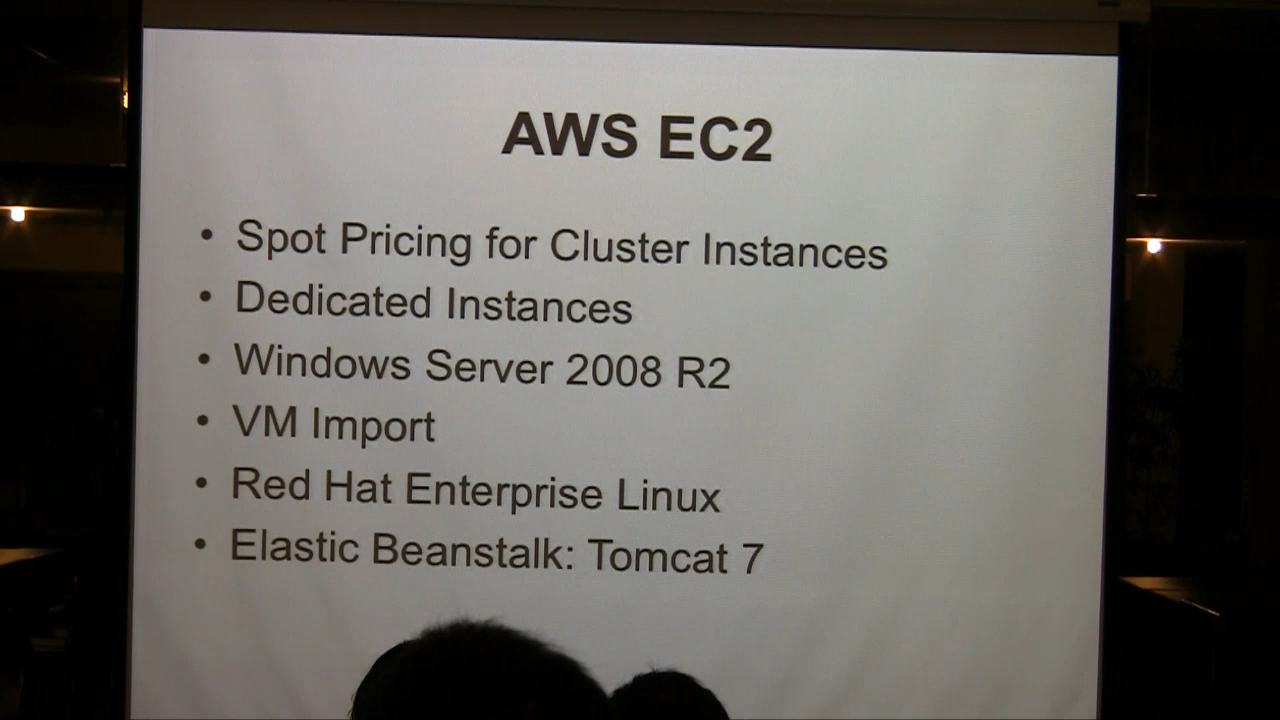 AWS EC2
• Spot Pricing for Cluster Instances
• Dedicated Instances
• Windows Server 2008 R2
• VM Import
• Red Hat Enterprise Linux
• Elastic Beanstalk: Tomcat 7